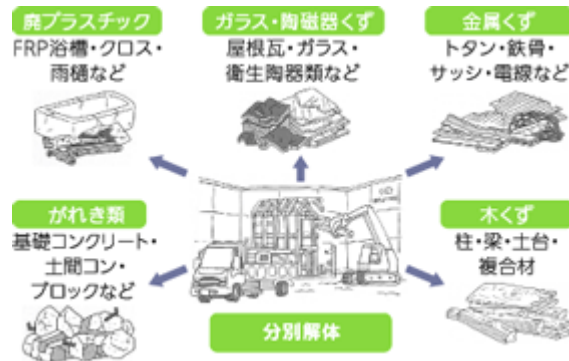 廃プラスチック
FRP浴槽・クロス・
雨樋など
ガラス・陶磁器くず
屋根瓦・ガラス・
衛生陶器類など
金属くず
トタン・鉄骨・
サッシ・電線など
がれき類
基礎コンクリート・
土間コン・
ブロックなど
木くず
柱・梁・土台・
複合材
分別解体